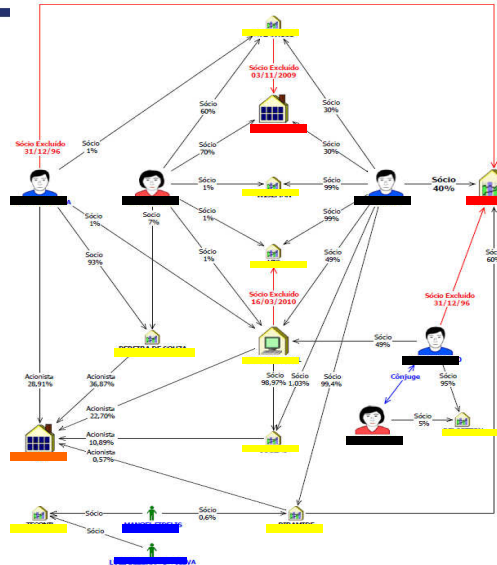 Sócio Excluído
03/11/2009
Sócio
60%
Sócio
30%
Sócio Excluído
31/12/96
Sócio
1%
Sócio
70%
Sócio
30%
Sócio
1%
Sócio
99%
Sócio
40%
Sócio
1%
Socio
7%
Sócio
1%
Sócio
99%
Sócio
60%
Sócio
93%
Sócio
1%
Sócio
49%
Sócio Excluído
16/03/2010
Sócio Excluído
31/12/96
Sócio
49%
Acionista
28,91%
Acionista
36,87%
Sócio
98,97%
Sócio
1,03%
Sócio
99,4%
Cônjuge
Sócio
95%
Acionista
22,70%
Acionista
10,89%
Sócio
5%
Acionista
0,57%
Sócio
Sócio
0,6%
Sócio